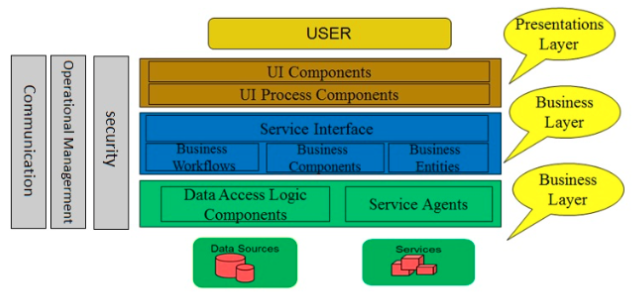 USER
Presentations
Layer
UI Components
UI Process Components
Communication
Operational Managerment
security
Service Interface
Business
Workflows
Business
Components
Business
Entities
Business
Layer
Data Access Logic
Components
Service Agents
Business
Layer
Data Sources
Services